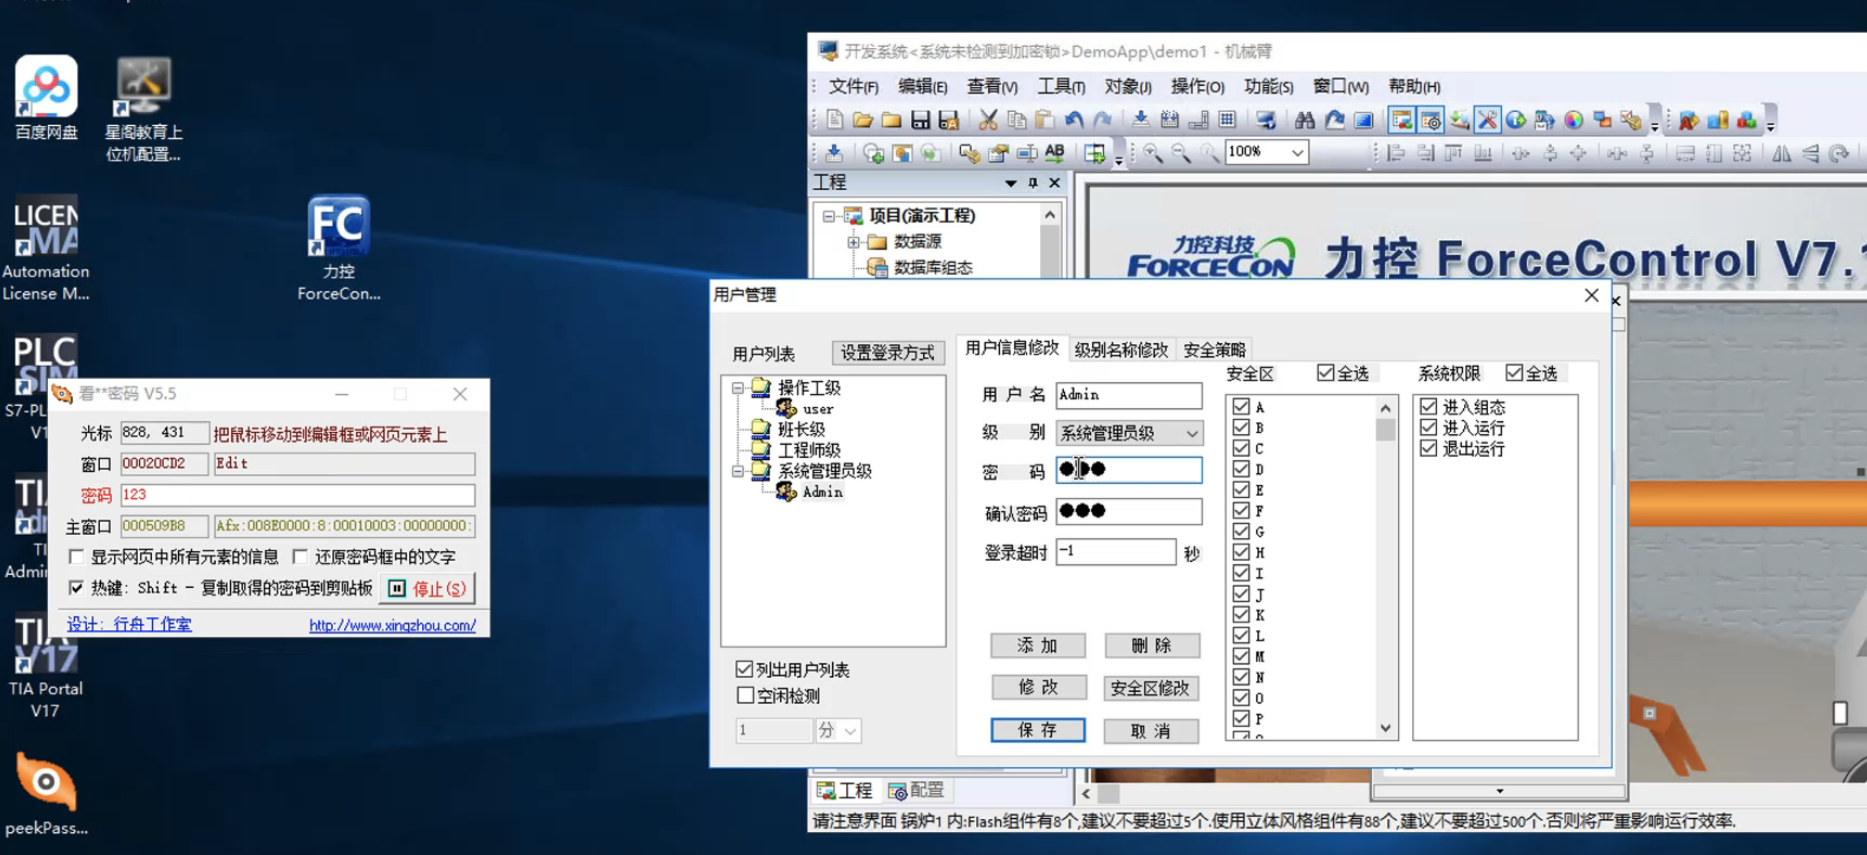 百度网盘
星阁教育上
位机配置...
LICEN
MA
Automation
License M...
FC
力控
ForceCon...
PLC
SIM
S7-PL
V1
Admin
TIA
V17
TIA Portal
V17
peekPass...
看**密码 V5.5
光标 828, 431 把鼠标移动到编辑框或网页元素上
窗口 00020CD2 Edit
密码 123
主窗口 000509B8 Afx:008E0000:8:00010003:00000000:
显示网页中所有元素的信息 还原密码框中的文字
热键: Shift - 复制取得的密码到剪贴板 停止(S)
设计: 行舟工作室 http://www.xingzhou.com/
开发系统<系统未检测到加密锁>DemoApp\demo1 - 机械臂
文件(F) 编辑(E) 查看(V) 工具(T) 对象(J) 操作(O) 功能(S) 窗口(W) 帮助(H)
100%
工程
项目(演示工程)
数据源
数据库组态
力控科技
FORCECON 力控 ForceControl V7.1
用户管理
用户列表 设置登录方式
操作工级
user
班长级
工程师级
系统管理员级
Admin
列出用户列表
空闲检测
1 分
用户信息修改 级别名称修改 安全策略
用户名 Admin
级别 系统管理员级
密码 ●●●
确认密码 ●●●
登录超时 -1 秒
添加 删除
修改 安全区修改
保存 取消
安全区 全选
A
B
C
D
E
F
G
H
I
J
K
L
M
N
O
P
系统权限 全选
进入组态
进入运行
退出运行
工程 配置
请注意界面 锅炉1 内:Flash组件有8个,建议不要超过5个.使用立体风格组件有88个,建议不要超过500个.否则将严重影响运行效率.